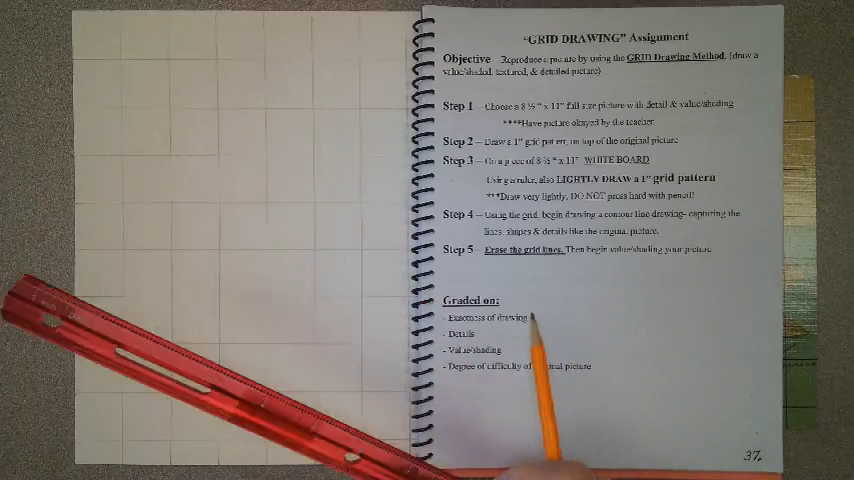 "GRID DRAWING" Assignment
Objective Reproduce a picture by using the GRID Drawing Method. (draw a
value/shaded, textured, & detailed picture)
Step 1 – Choose a 8 ½ " x 11" full size picture with detail & value/shading
****Have picture okayed by the teacher
Step 2 – Draw a 1" grid pattern on top of the original picture
Step 3 – On a piece of 8 ½ " x 11" WHITE BOARD
Using a ruler, also LIGHTLY DRAW a 1" grid pattern
***Draw very lightly, DO NOT press hard with pencil!
Step 4 – Using the grid, begin drawing a contour line drawing- capturing the
lines, shapes & details like the original picture.
Step 5 – Erase the grid lines. Then begin value/shading your picture
Graded on:
- Exactness of drawing
- Details
- Value/shading
- Degree of difficulty of picture
37.